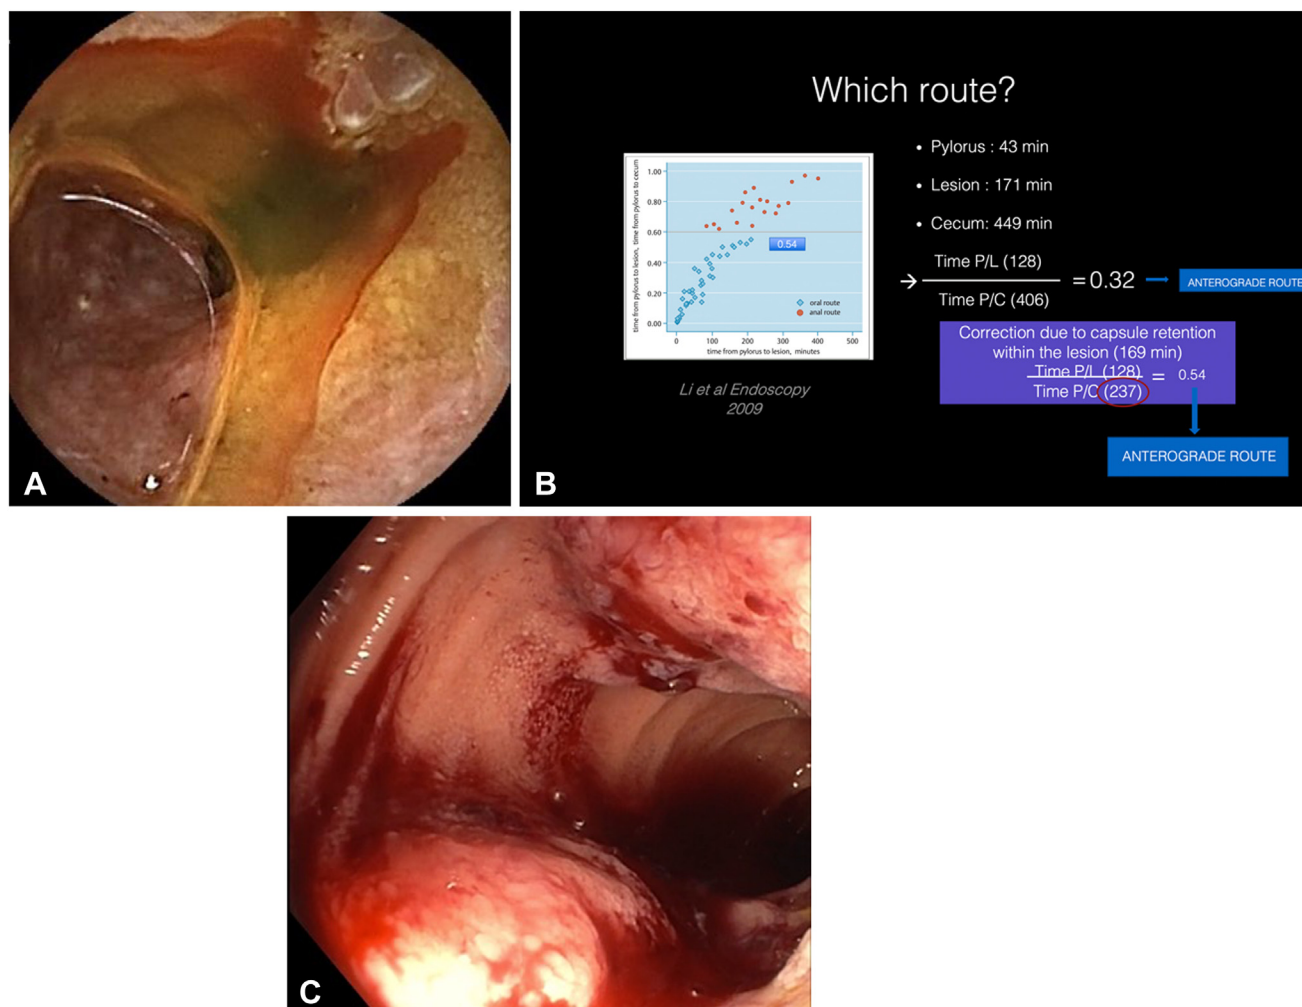 A
B
Which route?
time from pylorus to lesion, time from pylorus to cecum
1.00
0.80
0.60
0.40
0.20
0.00
0.54
oral route
anal route
0
100
200
300
400
500
time from pylorus to lesion, minutes
Li et al Endoscopy
2009
• Pylorus : 43 min
• Lesion : 171 min
• Cecum: 449 min
Time P/L (128)
Time P/C (406)
=0.32
ANTEROGRADE ROUTE
Correction due to capsule retention
within the lesion (169 min)
Time P/L (128)
Time P/C (237)
= 0.54
ANTEROGRADE ROUTE
C